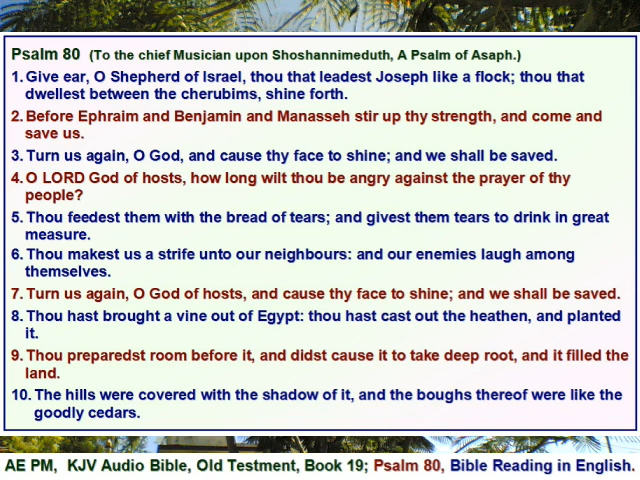 Psalm 80 (To the chief Musician upon Shoshannimeduth, A Psalm of Asaph.)
1. Give ear, O Shepherd of Israel, thou that leadest Joseph like a flock; thou that
dwellest between the cherubims, shine forth.
2. Before Ephraim and Benjamin and Manasseh stir up thy strength, and come and
save us.
3. Turn us again, O God, and cause thy face to shine; and we shall be saved.
4. O LORD God of hosts, how long wilt thou be angry against the prayer of thy
people?
5. Thou feedest them with the bread of tears; and givest them tears to drink in great
measure.
6. Thou makest us a strife unto our neighbours: and our enemies laugh among
themselves.
7. Turn us again, O God of hosts, and cause thy face to shine; and we shall be saved.
8. Thou hast brought a vine out of Egypt: thou hast cast out the heathen, and planted
it.
9. Thou preparedst room before it, and didst cause it to take deep root, and it filled the
land.
10. The hills were covered with the shadow of it, and the boughs thereof were like the
goodly cedars.
AE PM, KJV Audio Bible, Old Testment, Book 19; Psalm 80, Bible Reading in English.